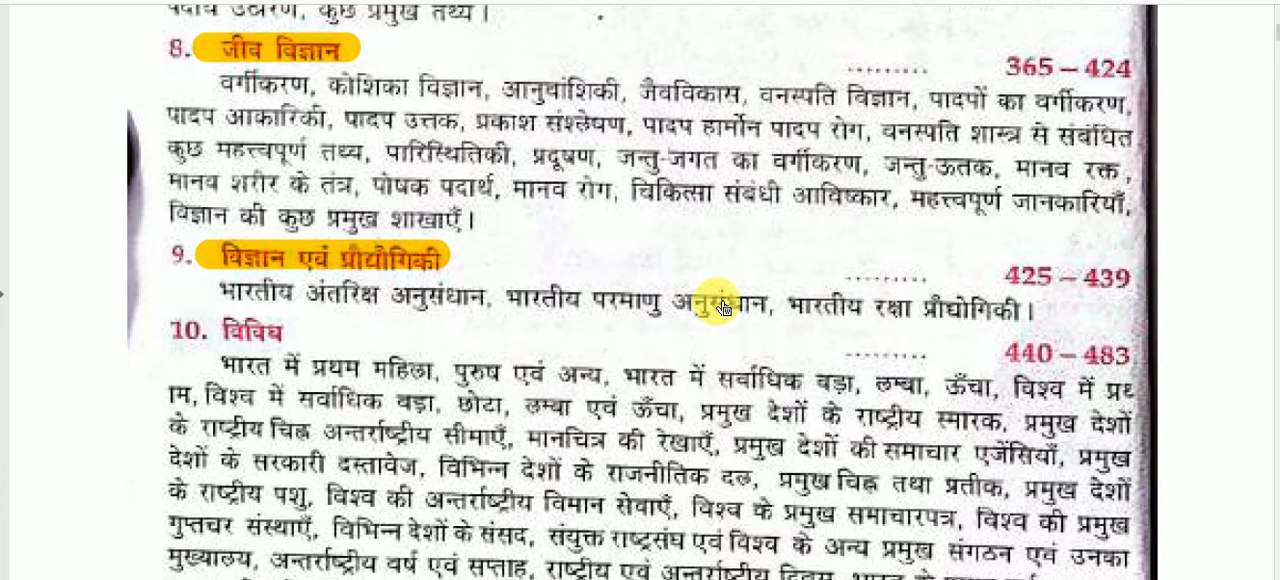 पदार्थ उत्सरण, कुछ प्रमुख तथ्य।
8. जीव विज्ञान ......... 365 – 424
वर्गीकरण, कोशिका विज्ञान, आनुवांशिकी, जैवविकास, वनस्पति विज्ञान, पादपों का वर्गीकरण,
पादप आकारिकी, पादप उत्तक, प्रकाश संश्लेषण, पादप हार्मोन पादप रोग, वनस्पति शास्त्र से संबंधित
कुछ महत्त्वपूर्ण तथ्य, पारिस्थितिकी, प्रदूषण, जन्तु-जगत का वर्गीकरण, जन्तु-ऊतक, मानव रक्त,
मानव शरीर के तंत्र, पोषक पदार्थ, मानव रोग, चिकित्सा संबंधी आविष्कार, महत्त्वपूर्ण जानकारियाँ,
विज्ञान की कुछ प्रमुख शाखाएँ।
9. विज्ञान एवं प्रौद्यौगिकी ......... 425 – 439
भारतीय अंतरिक्ष अनुसंधान, भारतीय परमाणु अनुसंधान, भारतीय रक्षा प्रौद्योगिकी।
10. विविध ......... 440 – 483
भारत में प्रथम महिला, पुरुष एवं अन्य, भारत में सर्वाधिक बड़ा, लम्बा, ऊँचा, विश्व में प्रथ
म, विश्व में सर्वाधिक बड़ा, छोटा, लम्बा एवं ऊँचा, प्रमुख देशों के राष्ट्रीय स्मारक, प्रमुख देशों
के राष्ट्रीय चिह्न अन्तर्राष्ट्रीय सीमाएँ, मानचित्र की रेखाएँ, प्रमुख देशों की समाचार एजेंसियाँ, प्रमुख
देशों के सरकारी दस्तावेज, विभिन्न देशों के राजनीतिक दल, प्रमुख चिह्न तथा प्रतीक, प्रमुख देशों
के राष्ट्रीय पशु, विश्व की अन्तर्राष्ट्रीय विमान सेवाएँ, विश्व के प्रमुख समाचारपत्र, विश्व की प्रमुख
गुप्तचर संस्थाएँ, विभिन्न देशों के संसद, संयुक्त राष्ट्रसंघ एवं विश्व के अन्य प्रमुख संगठन एवं उनका
मुख्यालय, अन्तर्राष्ट्रीय वर्ष एवं सप्ताह, राष्ट्रीय एवं अन्तर्राष्ट्रीय दिवस, भारत के